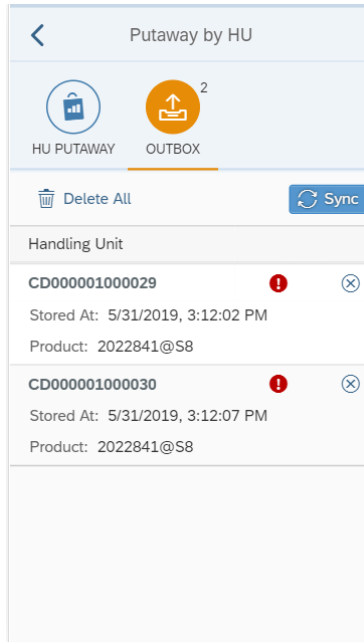 Putaway by HU
2
HU PUTAWAY OUTBOX
Delete All Sync
Handling Unit
CD000001000029
Stored At: 5/31/2019, 3:12:02 PM
Product: 2022841@S8
CD000001000030
Stored At: 5/31/2019, 3:12:07 PM
Product: 2022841@S8